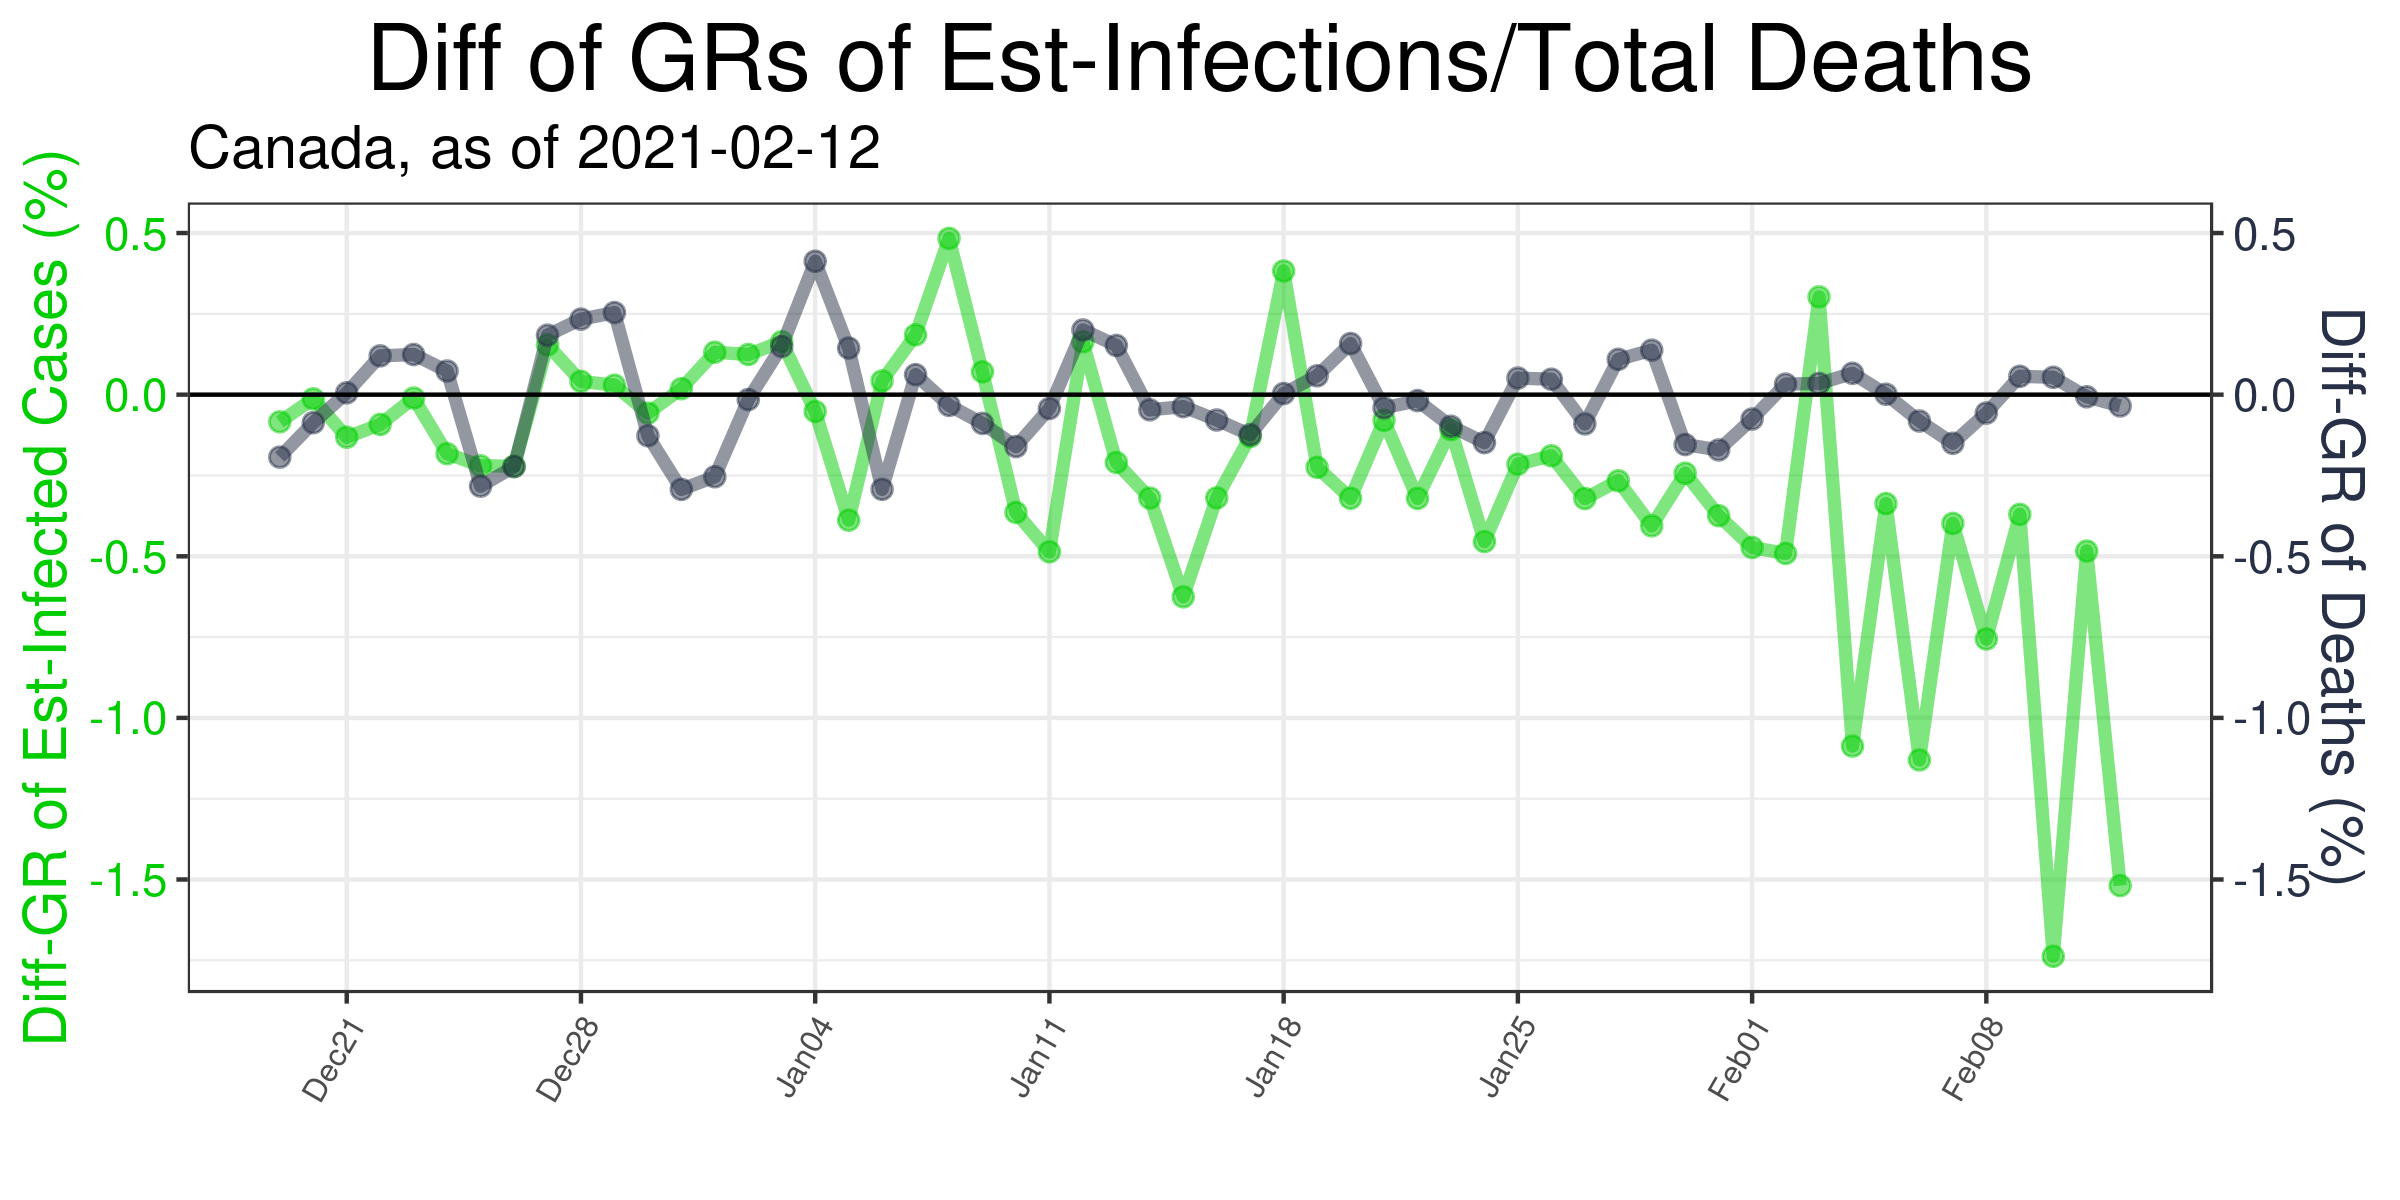 Diff of GRs of Est-Infections/Total Deaths
Canada, as of 2021-02-12
Diff-GR of Est-Infected Cases (%)
0.5
0.0
-0.5
-1.0
-1.5
0.5
0.0
-0.5
-1.0
-1.5
Diff-GR of Deaths (%)
Dec21
Dec28
Jan04
Jan11
Jan18
Jan25
Feb01
Feb08